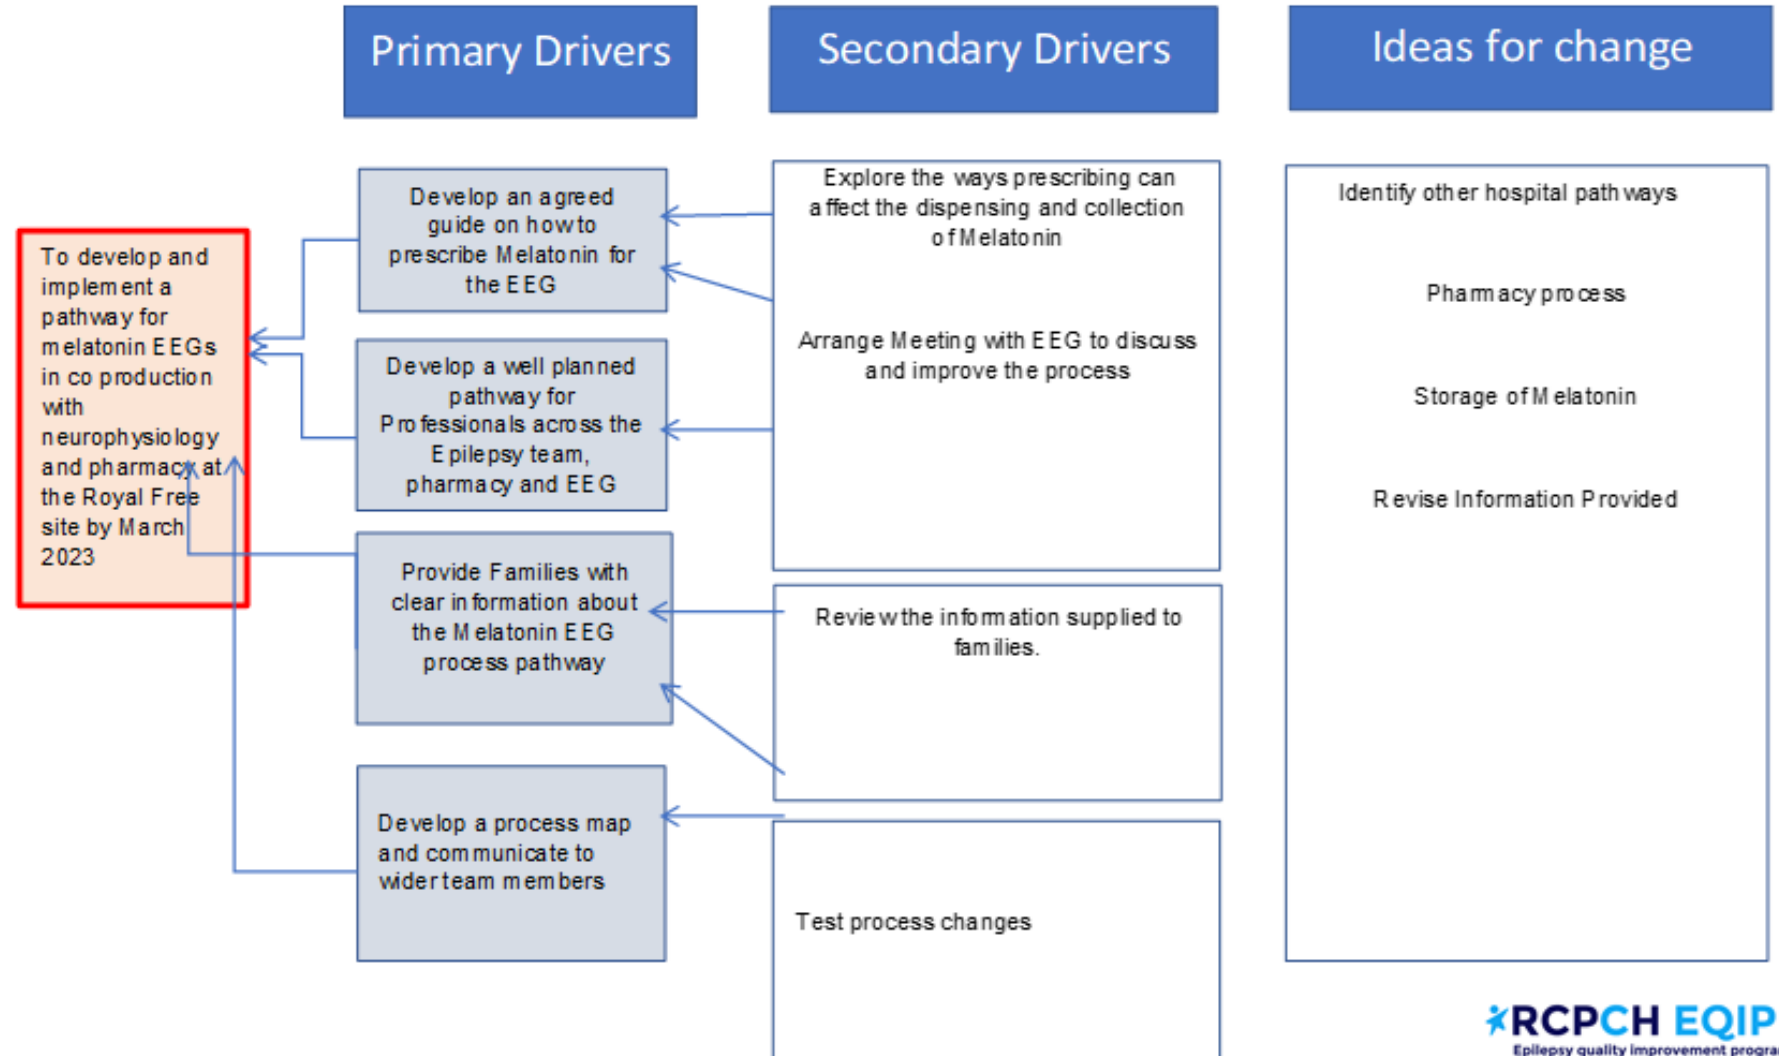 Primary Drivers
Secondary Drivers
Ideas for change
To develop and
implement a
pathway for
melatonin EEGs
in co production
with
neurophysiology
and pharmacy at
the Royal Free
site by March
2023
Develop an agreed
guide on how to
prescribe Melatonin for
the EEG
Develop a well planned
pathway for
Professionals across the
Epilepsy team,
pharmacy and EEG
Provide Families with
clear information about
the Melatonin EEG
process pathway
Develop a process map
and communicate to
wider team members
Explore the ways prescribing can
affect the dispensing and collection
of Melatonin
Arrange Meeting with EEG to discuss
and improve the process
Review the information supplied to
families.
Test process changes
Identify other hospital pathways
Pharmacy process
Storage of Melatonin
Revise Information Provided
RCPCH EQIP
Epilepsy quality improvement